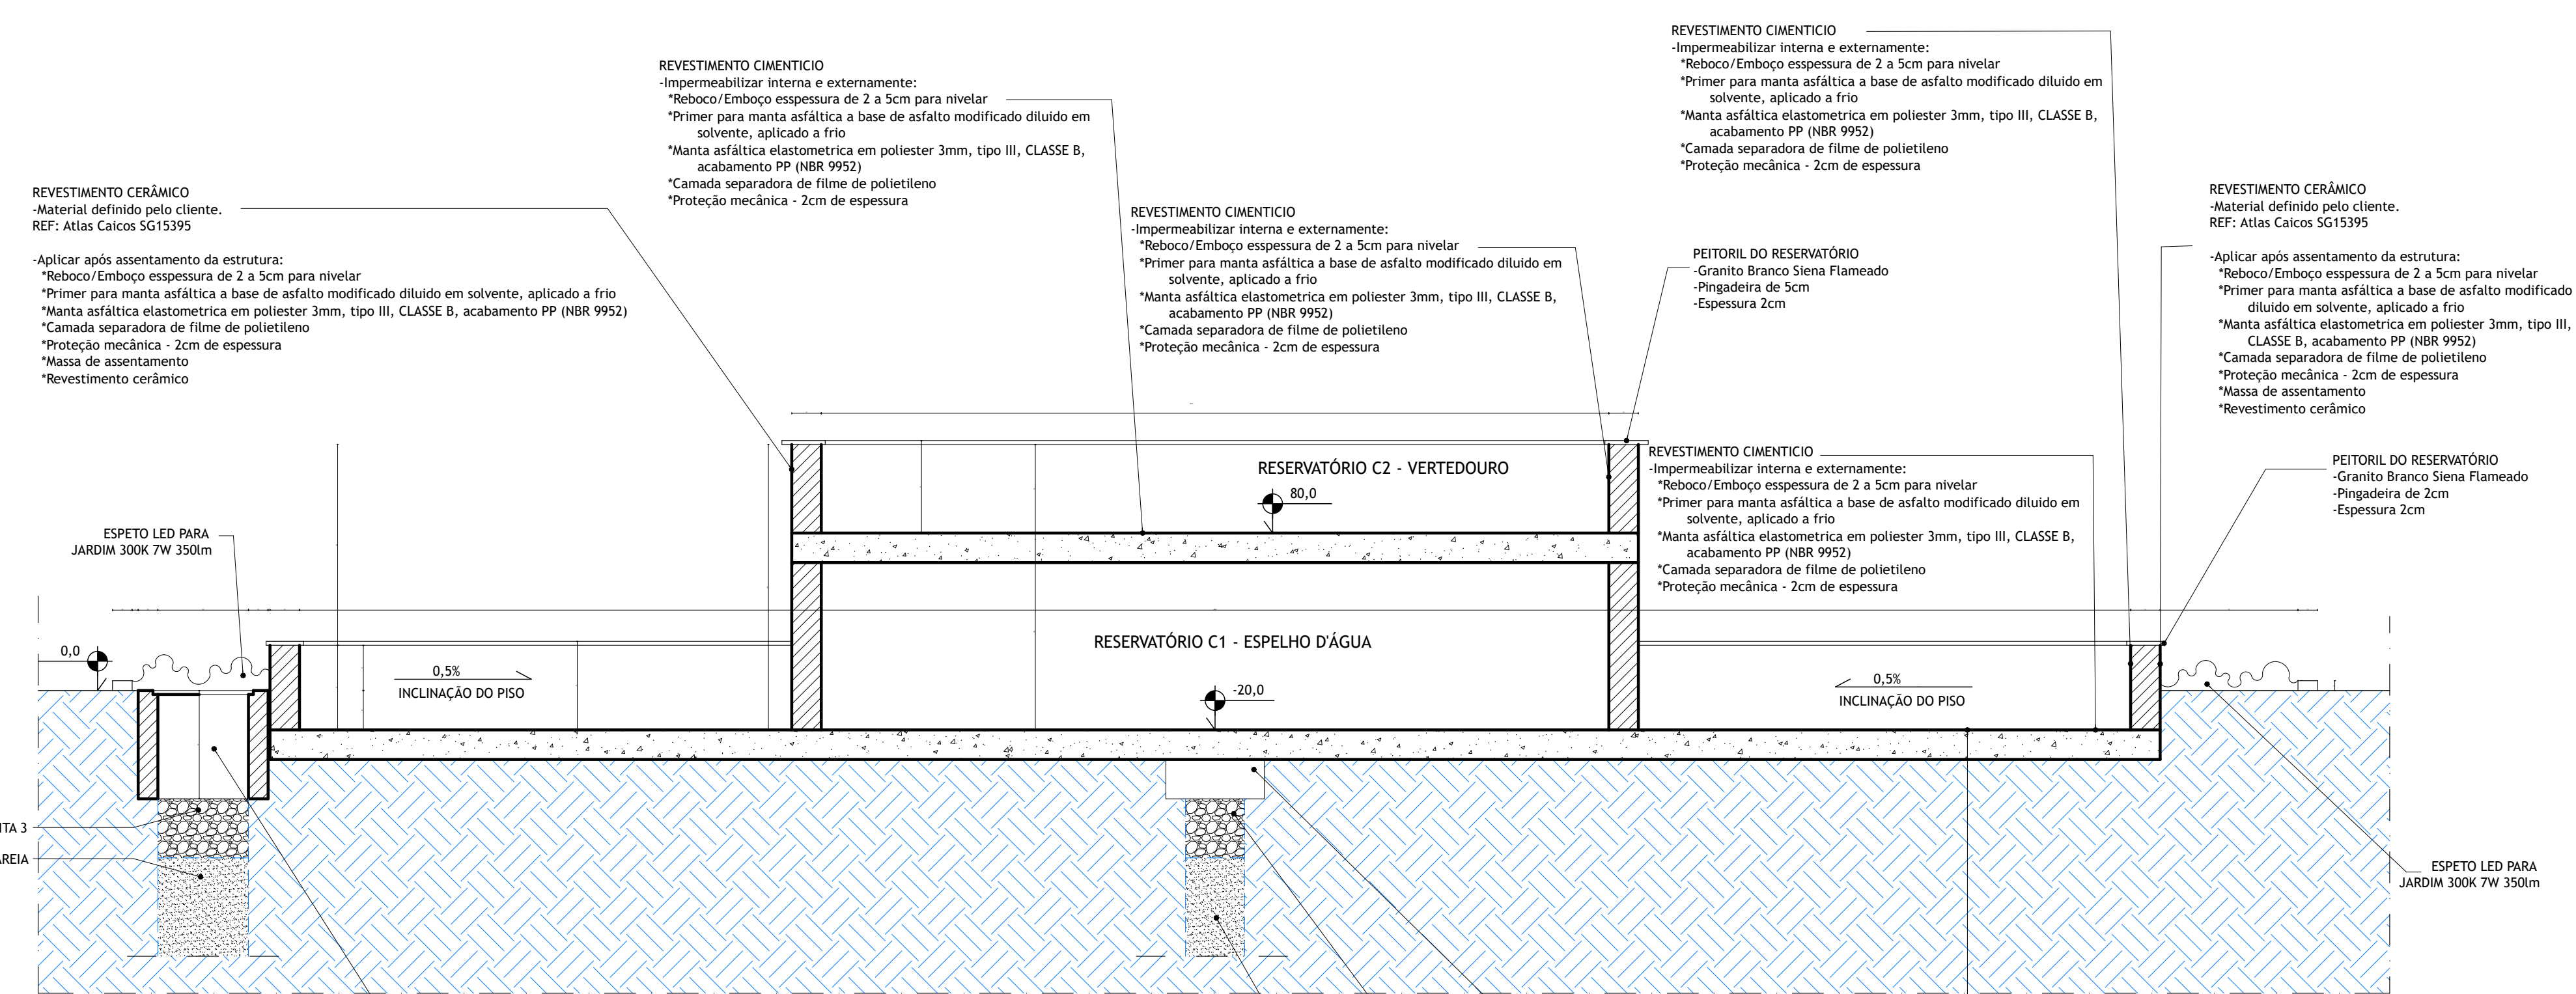 REVESTIMENTO CIMENTICIO
-Impermeabilizar interna e externamente:
*Reboco/Emboço esspessura de 2 a 5cm para nivelar
*Primer para manta asfáltica a base de asfalto modificado diluido em
solvente, aplicado a frio
*Manta asfáltica elastometrica em poliester 3mm, tipo III, CLASSE B,
acabamento PP (NBR 9952)
*Camada separadora de filme de polietileno
*Proteção mecânica - 2cm de espessura
REVESTIMENTO CIMENTICIO
-Impermeabilizar interna e externamente:
*Reboco/Emboço esspessura de 2 a 5cm para nivelar
*Primer para manta asfáltica a base de asfalto modificado diluido em
solvente, aplicado a frio
*Manta asfáltica elastometrica em poliester 3mm, tipo III, CLASSE B,
acabamento PP (NBR 9952)
*Camada separadora de filme de polietileno
*Proteção mecânica - 2cm de espessura
REVESTIMENTO CERÂMICO
-Material definido pelo cliente.
REF: Atlas Caicos SG15395
-Aplicar após assentamento da estrutura:
*Reboco/Emboço esspessura de 2 a 5cm para nivelar
*Primer para manta asfáltica a base de asfalto modificado diluido em solvente, aplicado a frio
*Manta asfáltica elastometrica em poliester 3mm, tipo III, CLASSE B, acabamento PP (NBR 9952)
*Camada separadora de filme de polietileno
*Proteção mecânica - 2cm de espessura
*Massa de assentamento
*Revestimento cerâmico
REVESTIMENTO CIMENTICIO
-Impermeabilizar interna e externamente:
*Reboco/Emboço esspessura de 2 a 5cm para nivelar
*Primer para manta asfáltica a base de asfalto modificado diluido em
solvente, aplicado a frio
*Manta asfáltica elastometrica em poliester 3mm, tipo III, CLASSE B,
acabamento PP (NBR 9952)
*Camada separadora de filme de polietileno
*Proteção mecânica - 2cm de espessura
PEITORIL DO RESERVATÓRIO
-Granito Branco Siena Flameado
-Pingadeira de 5cm
-Espessura 2cm
REVESTIMENTO CERÂMICO
-Material definido pelo cliente.
REF: Atlas Caicos SG15395
-Aplicar após assentamento da estrutura:
*Reboco/Emboço esspessura de 2 a 5cm para nivelar
*Primer para manta asfáltica a base de asfalto modificado
diluido em solvente, aplicado a frio
*Manta asfáltica elastometrica em poliester 3mm, tipo III,
CLASSE B, acabamento PP (NBR 9952)
*Camada separadora de filme de polietileno
*Proteção mecânica - 2cm de espessura
*Massa de assentamento
*Revestimento cerâmico
RESERVATÓRIO C2 - VERTEDOURO
80,0
REVESTIMENTO CIMENTICIO
-Impermeabilizar interna e externamente:
*Reboco/Emboço esspessura de 2 a 5cm para nivelar
*Primer para manta asfáltica a base de asfalto modificado diluido em
solvente, aplicado a frio
*Manta asfáltica elastometrica em poliester 3mm, tipo III, CLASSE B,
acabamento PP (NBR 9952)
*Camada separadora de filme de polietileno
*Proteção mecânica - 2cm de espessura
PEITORIL DO RESERVATÓRIO
-Granito Branco Siena Flameado
-Pingadeira de 2cm
-Espessura 2cm
ESPETO LED PARA
JARDIM 300K 7W 350lm
0,0
0,5%
INCLINAÇÃO DO PISO
RESERVATÓRIO C1 - ESPELHO D'ÁGUA
-20,0
0,5%
INCLINAÇÃO DO PISO
ITA 3
AREIA
ESPETO LED PARA
JARDIM 300K 7W 350lm